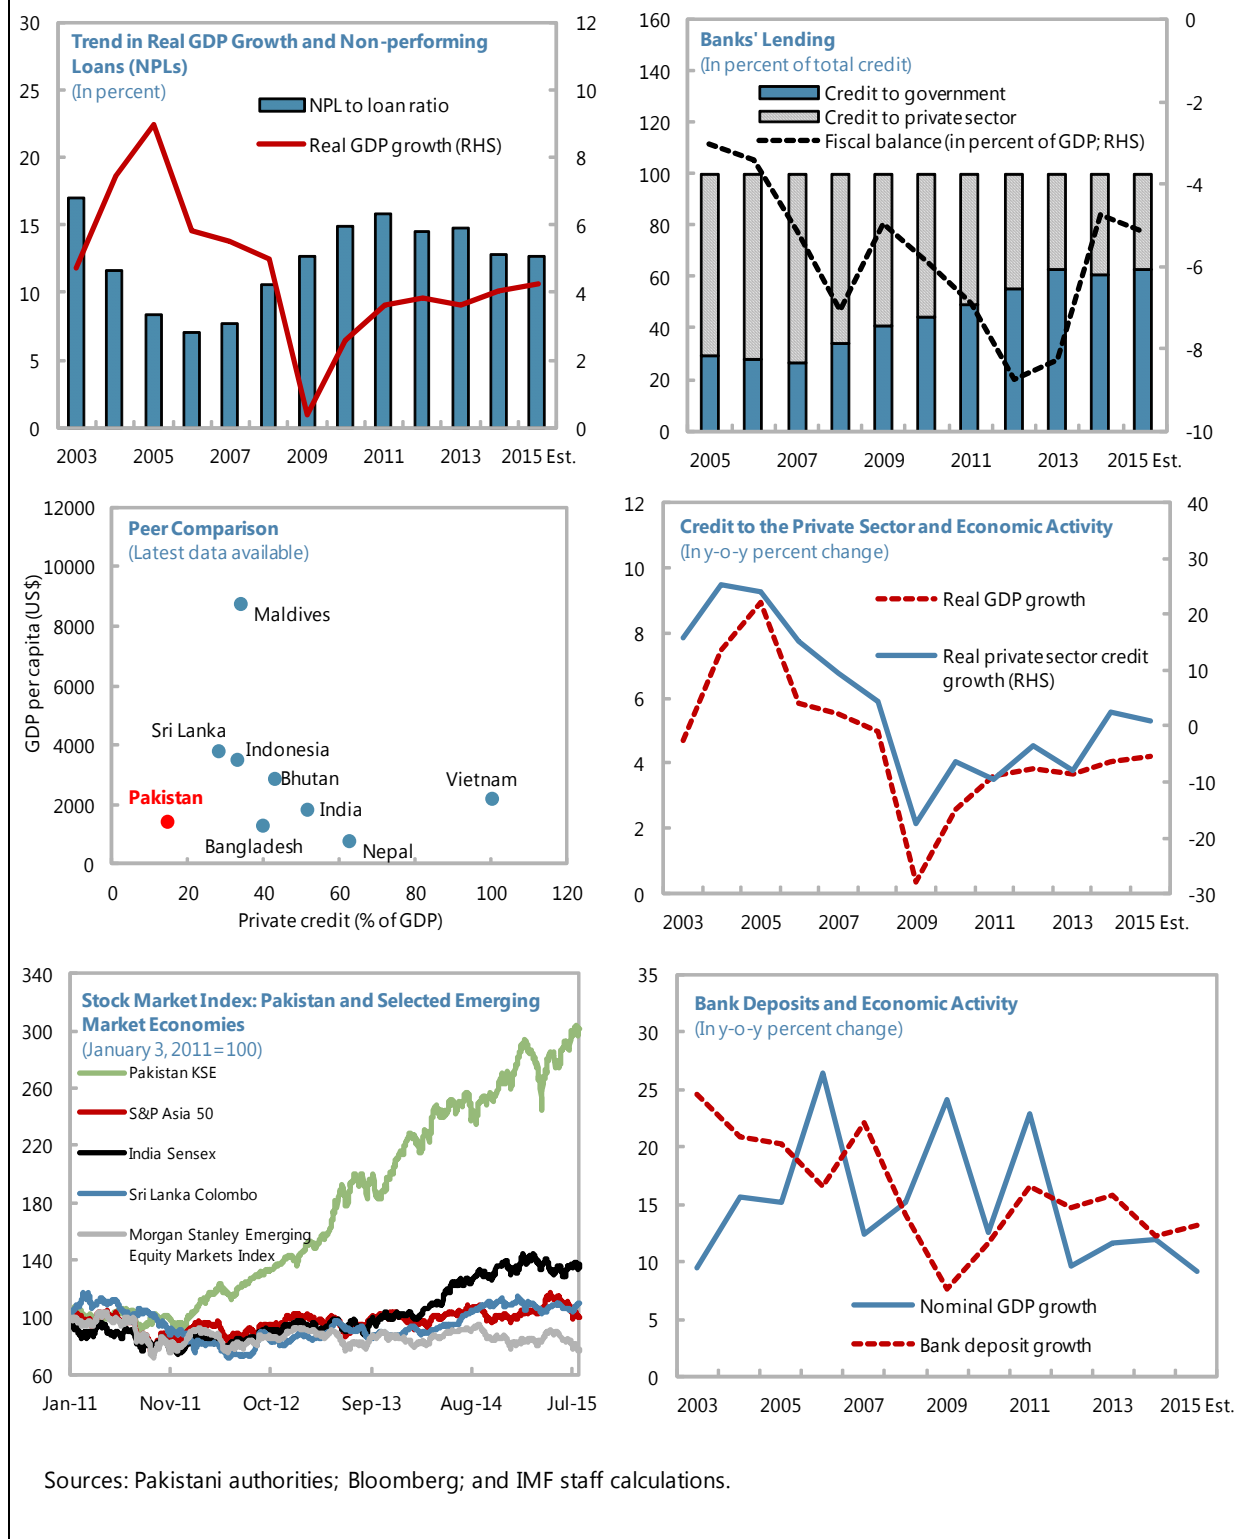 Trend in Real GDP Growth and Non-performing
Loans (NPLs)
(In percent)
NPL to loan ratio
Real GDP growth (RHS)
30
25
20
15
10
5
0
12
10
8
6
4
2
0
2003 2005 2007 2009 2011 2013 2015 Est.
Banks' Lending
(In percent of total credit)
Credit to government
Credit to private sector
Fiscal balance (in percent of GDP; RHS)
160
140
120
100
80
60
40
20
0
0
-2
-4
-6
-8
-10
2005 2007 2009 2011 2013 2015 Est.
Peer Comparison
(Latest data available)
GDP per capita (US$)
12000
10000
8000
6000
4000
2000
0
Maldives
Sri Lanka
Indonesia
Bhutan
Vietnam
Pakistan
India
Bangladesh
Nepal
0 20 40 60 80 100 120
Private credit (% of GDP)
Credit to the Private Sector and Economic Activity
(In y-o-y percent change)
Real GDP growth
Real private sector credit
growth (RHS)
12
10
8
6
4
2
0
40
30
20
10
0
-10
-20
-30
2003 2005 2007 2009 2011 2013 2015 Est.
Stock Market Index: Pakistan and Selected Emerging
Market Economies
(January 3, 2011=100)
Pakistan KSE
S&P Asia 50
India Sensex
Sri Lanka Colombo
Morgan Stanley Emerging
Equity Markets Index
340
300
260
220
180
140
100
60
Jan-11 Nov-11 Oct-12 Sep-13 Aug-14 Jul-15
Bank Deposits and Economic Activity
(In y-o-y percent change)
35
30
25
20
15
10
5
0
Nominal GDP growth
Bank deposit growth
2003 2005 2007 2009 2011 2013 2015 Est.
Sources: Pakistani authorities; Bloomberg; and IMF staff calculations.